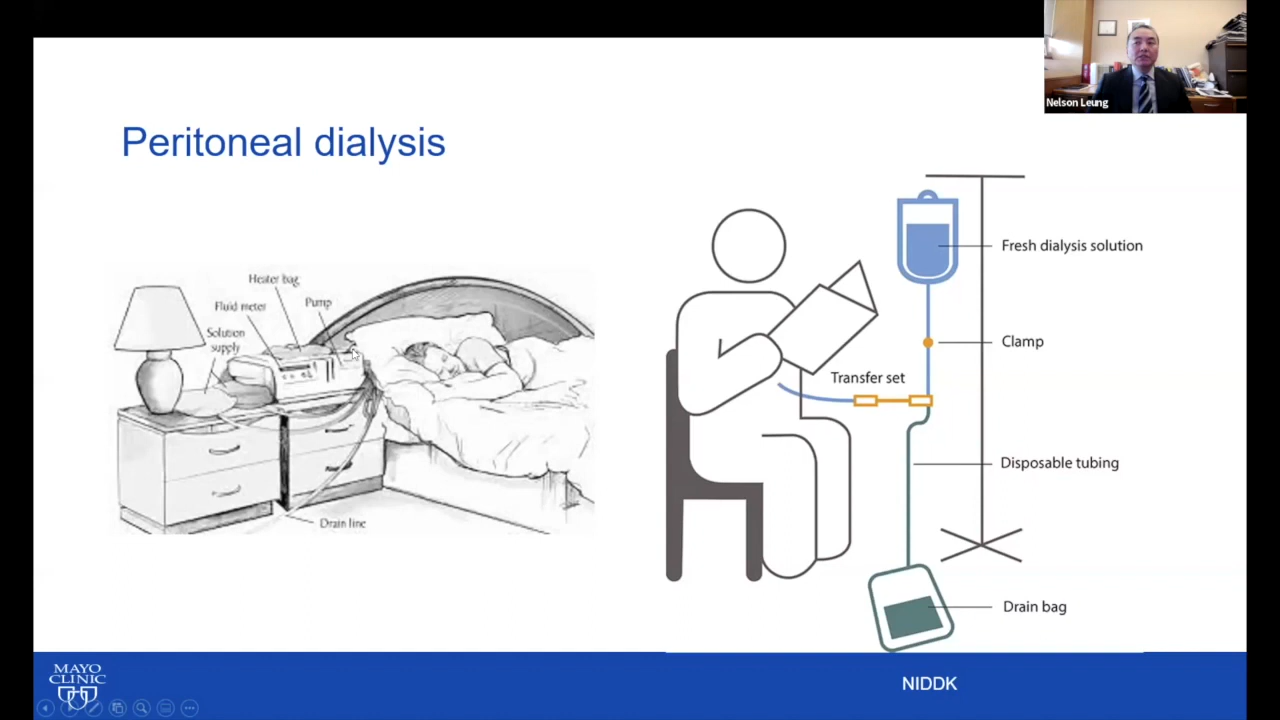 Nelson Leung
Peritoneal dialysis
Heater bag
Fluid meter
Pump
Solution
supply
Drain line
Fresh dialysis solution
Clamp
Transfer set
Disposable tubing
Drain bag
MAYO
CLINIC
NIDDK